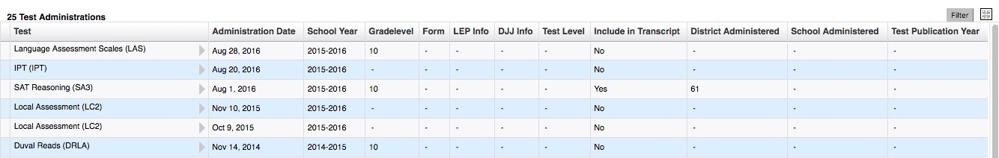 25 Test Administrations
Filter
Test Administration Date School Year Gradelevel Form LEP Info DJJ Info Test Level Include in Transcript District Administered School Administered Test Publication Year
Language Assessment Scales (LAS) Aug 28, 2016 2015-2016 10 - - - - No - - -
IPT (IPT) Aug 20, 2016 2015-2016 - - - - - No - - -
SAT Reasoning (SA3) Aug 1, 2016 2015-2016 10 - - - - Yes 61 - -
Local Assessment (LC2) Nov 10, 2015 2015-2016 - - - - - No - - -
Local Assessment (LC2) Oct 9, 2015 2015-2016 - - - - - No - - -
Duval Reads (DRLA) Nov 14, 2014 2014-2015 10 - - - - No - - -